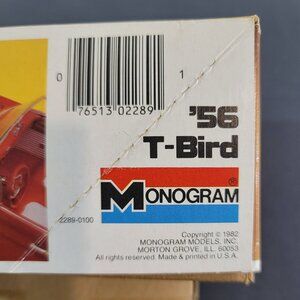 0 76513 02289 1
'56
T-Bird
MONOGRAM ®
2289-0100
Copyright © 1982
MONOGRAM MODELS, INC.
MORTON GROVE, ILL. 60053
All rights reserved. Made & printed in U.S.A.